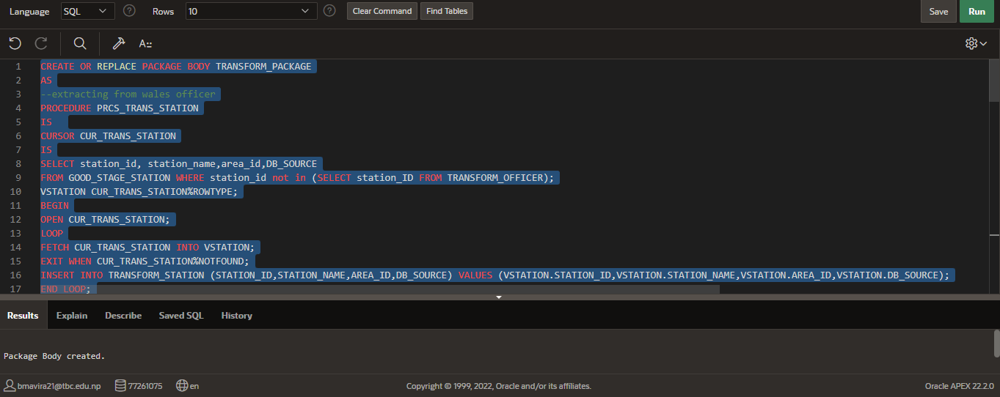 Language SQL Rows 10 Clear Command Find Tables Save Run
A::
1 CREATE OR REPLACE PACKAGE BODY TRANSFORM_PACKAGE
2 AS
3 --extracting from wales officer
4 PROCEDURE PRCS_TRANS_STATION
5 IS
6 CURSOR CUR_TRANS_STATION
7 IS
8 SELECT station_id, station_name,area_id,DB_SOURCE
9 FROM GOOD_STAGE_STATION WHERE station_id not in (SELECT station_ID FROM TRANSFORM_OFFICER);
10 VSTATION CUR_TRANS_STATION%ROWTYPE;
11 BEGIN
12 OPEN CUR_TRANS_STATION;
13 LOOP
14 FETCH CUR_TRANS_STATION INTO VSTATION;
15 EXIT WHEN CUR_TRANS_STATION%NOTFOUND;
16 INSERT INTO TRANSFORM_STATION (STATION_ID,STATION_NAME,AREA_ID,DB_SOURCE) VALUES (VSTATION.STATION_ID,VSTATION.STATION_NAME,VSTATION.AREA_ID,VSTATION.DB_SOURCE);
17 END LOOP;
Results Explain Describe Saved SQL History
Package Body created.
bmavira21@tbc.edu.np 77261075 en Copyright © 1999, 2022, Oracle and/or its affiliates. Oracle APEX 22.2.0